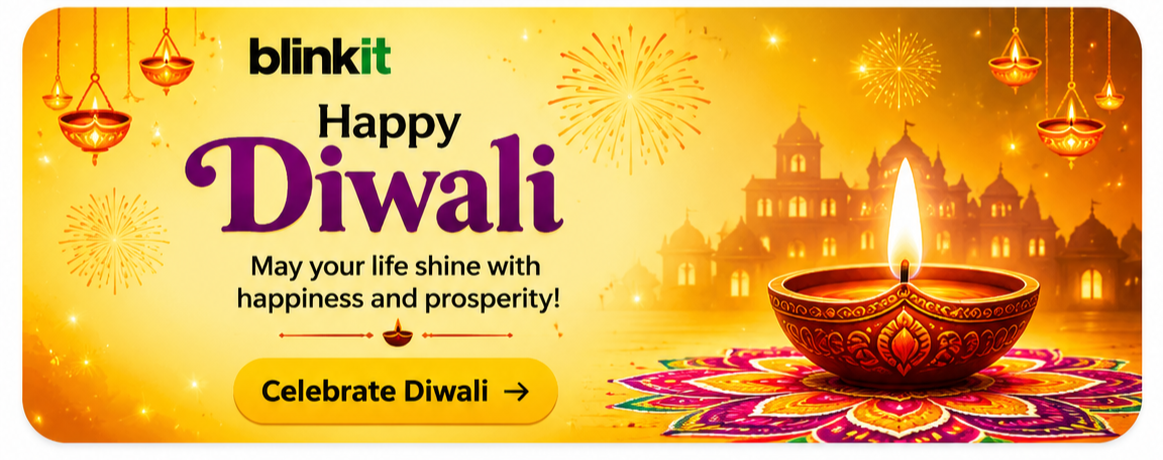 blinkit
Happy
Diwali
May your life shine with
happiness and prosperity!
Celebrate Diwali →